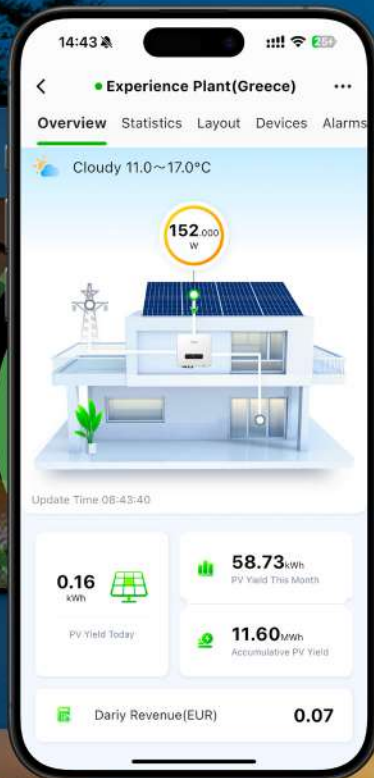 14:43
25
Experience Plant(Greece)
Overview Statistics Layout Devices Alarms
Cloudy 11.0~17.0°C
152.000
W
Update Time 08:43:40
0.16
kWh
PV Yield Today
58.73kWh
PV Yield This Month
11.60MWh
Accumulative PV Yield
Dariy Revenue(EUR) 0.07